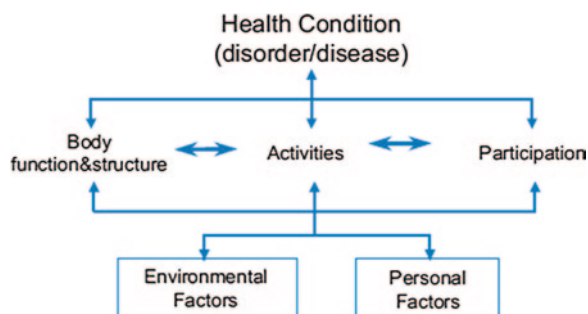 Health Condition
(disorder/disease)
Body
function&structure
Activities
Participation
Environmental
Factors
Personal
Factors